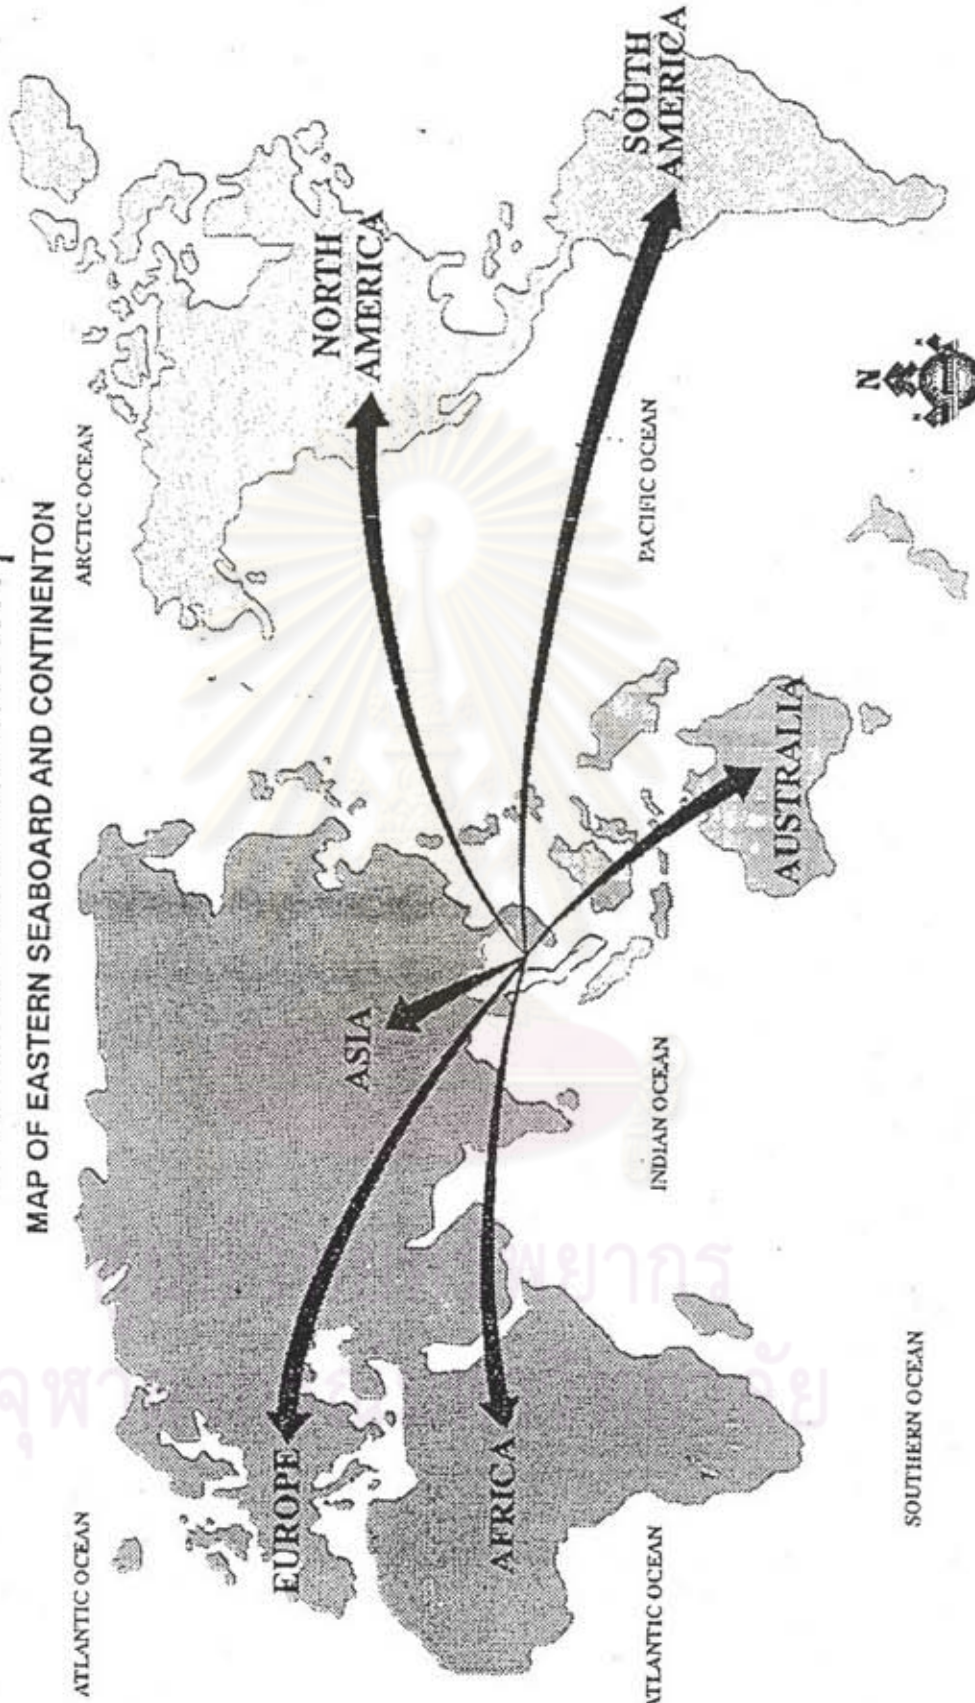 MAP OF EASTERN SEABOARD AND CONTINENTON
ATLANTIC OCEAN
ARCTIC OCEAN
EUROPE
ASIA
NORTH
AMERICA
AFRICA
SOUTH
AMERICA
ATLANTIC OCEAN
INDIAN OCEAN
PACIFIC OCEAN
AUSTRALIA
SOUTHERN OCEAN
N